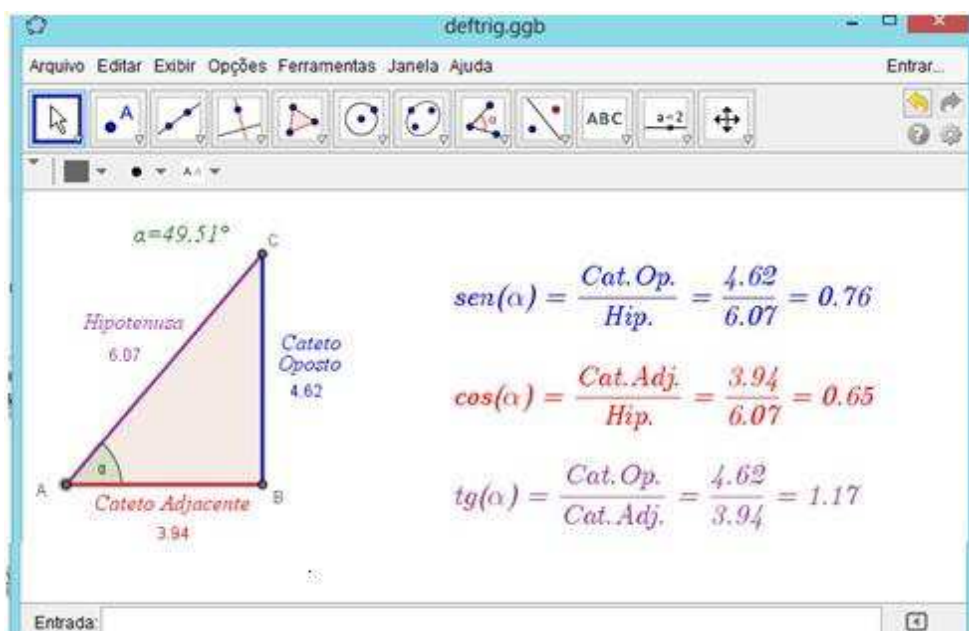 deftrig.ggb
Arquivo Editar Exibir Opções Ferramentas Janela Ajuda
Entrar...
A
ABC
a=2
AA
α=49.51°
C
Hipotenusa
6.07
Cateto
Oposto
4.62
α
A
B
Cateto Adjacente
3.94
sen(α) = Cat.Op. / Hip. = 4.62 / 6.07 = 0.76
cos(α) = Cat.Adj. / Hip. = 3.94 / 6.07 = 0.65
tg(α) = Cat.Op. / Cat.Adj. = 4.62 / 3.94 = 1.17
Entrada: